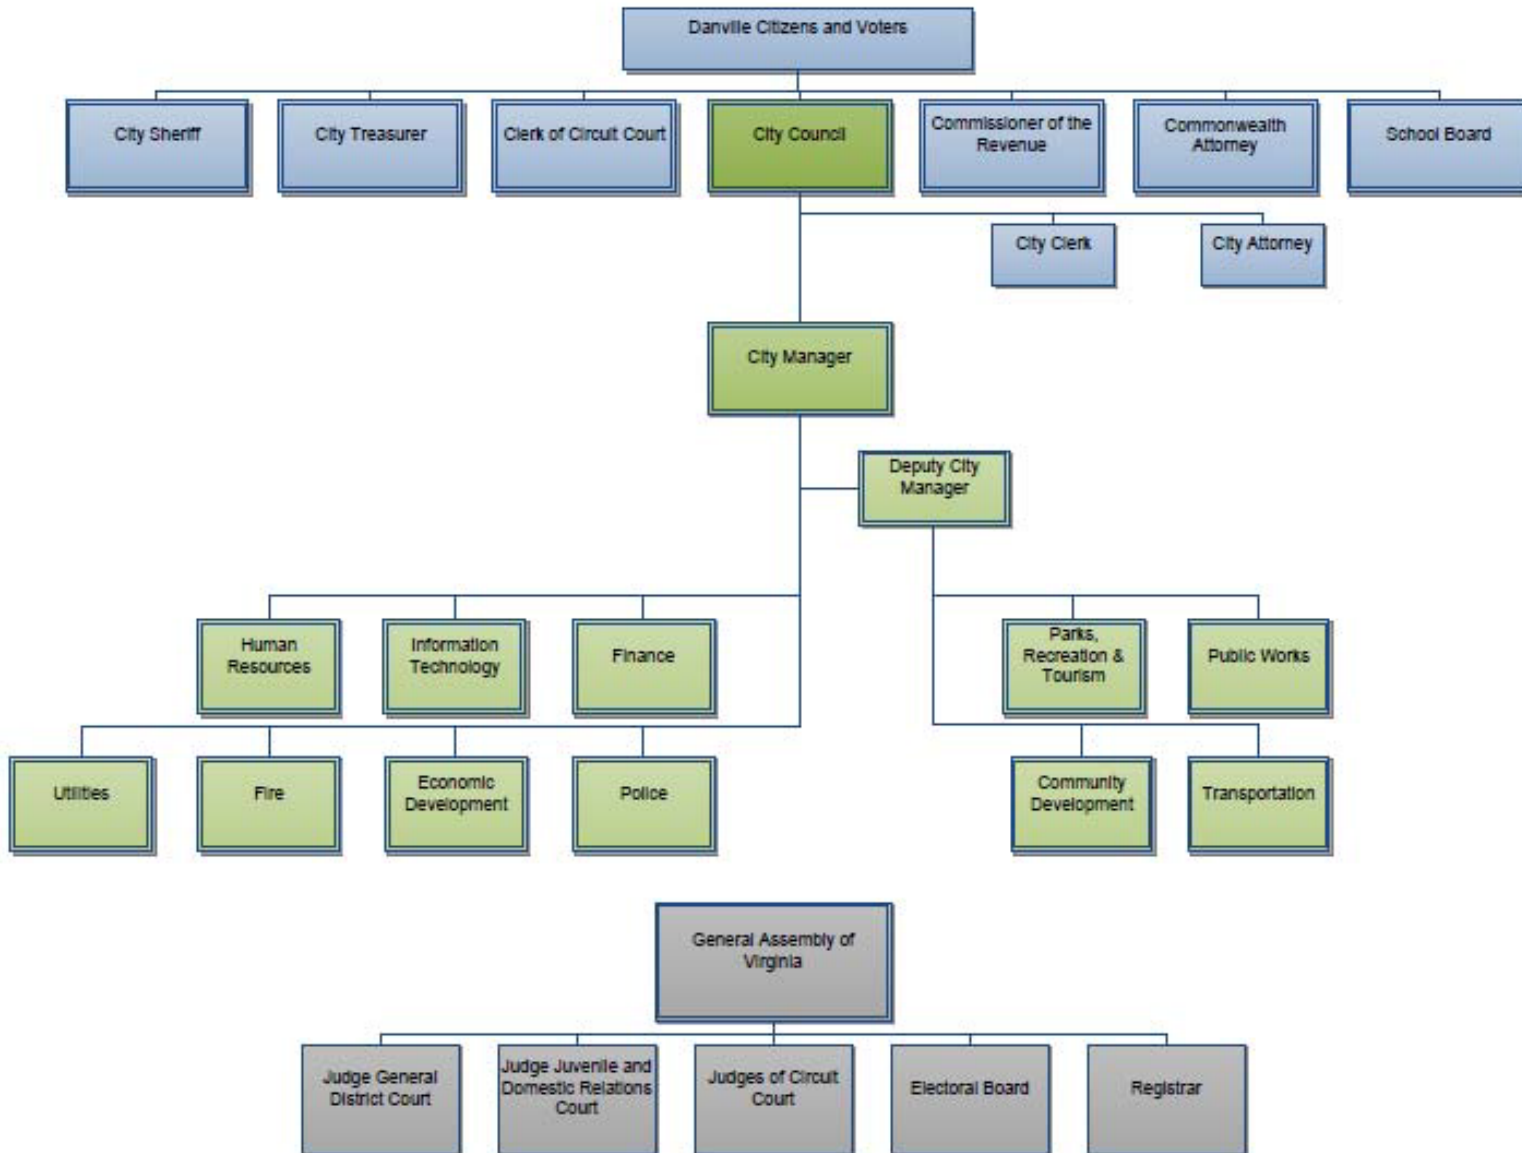 Danville Citizens and Voters
City Sheriff
City Treasurer
Clerk of Circuit Court
City Council
Commissioner of the
Revenue
Commonwealth
Attorney
School Board
City Clerk
City Attorney
City Manager
Deputy City
Manager
Human
Resources
Information
Technology
Finance
Parks,
Recreation &
Tourism
Public Works
Utilities
Fire
Economic
Development
Police
Community
Development
Transportation
General Assembly of
Virginia
Judge General
District Court
Judge Juvenile and
Domestic Relations
Court
Judges of Circuit
Court
Electoral Board
Registrar